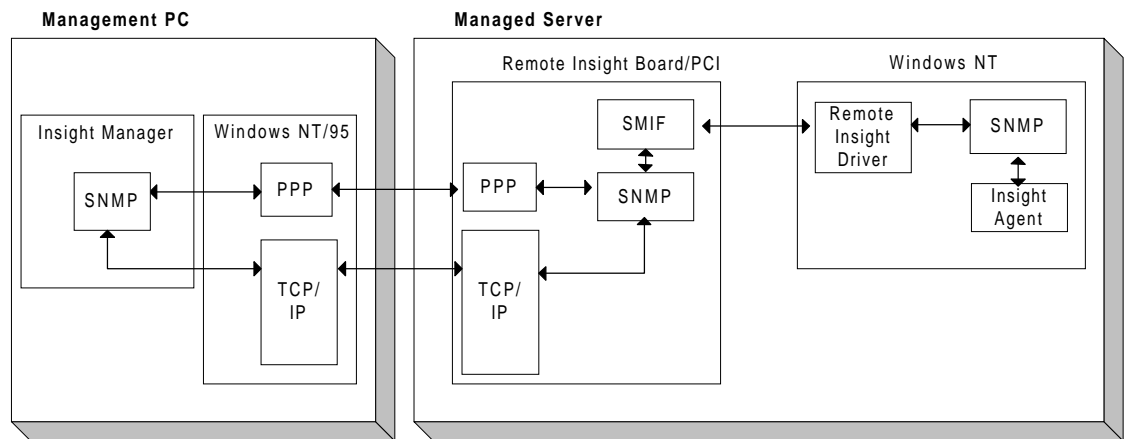 Management PC
Managed Server
Remote Insight Board/PCI
Windows NT
Insight Manager
Windows NT/95
SNMP
PPP
TCP/
IP
PPP
TCP/
IP
SMIF
SNMP
Remote
Insight
Driver
SNMP
Insight
Agent